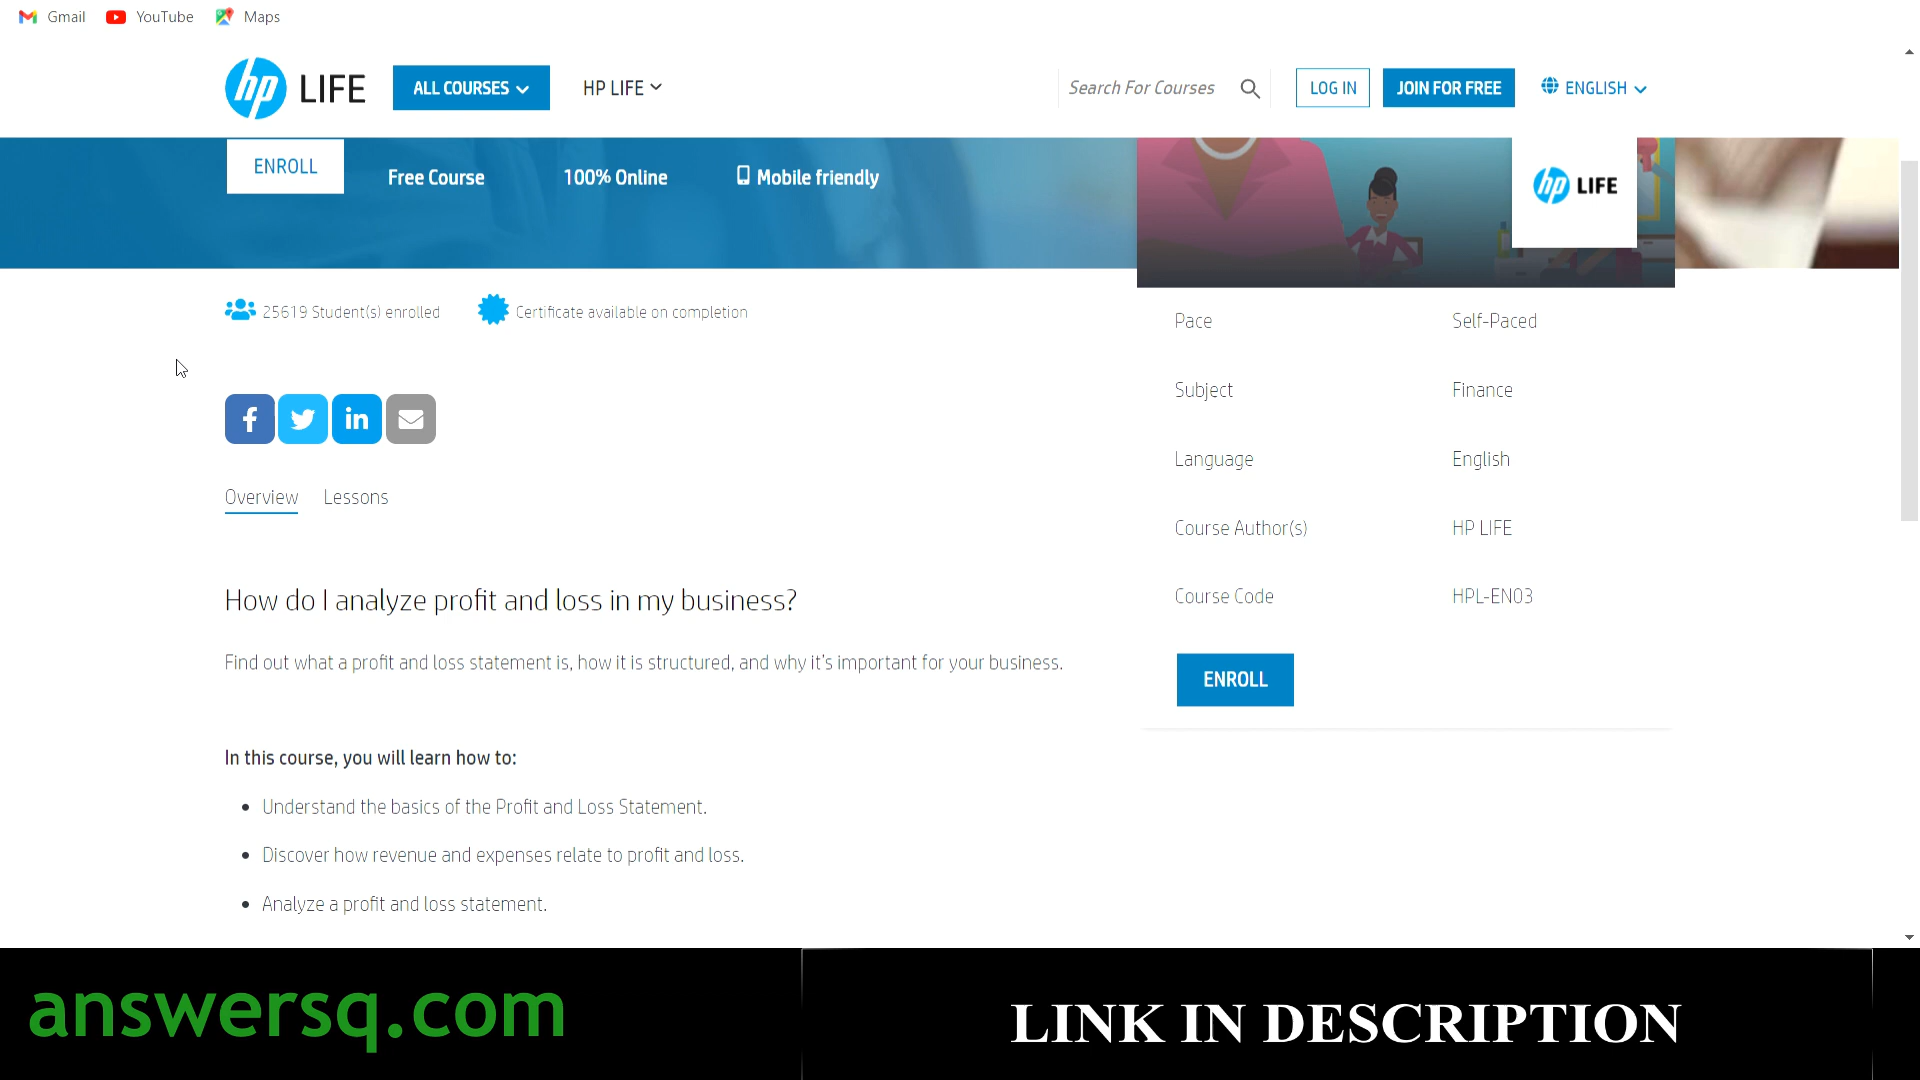 Gmail YouTube Maps
hp LIFE ALL COURSES HP LIFE Search For Courses LOG IN JOIN FOR FREE ENGLISH
ENROLL Free Course 100% Online Mobile friendly
hp LIFE
25619 Student(s) enrolled Certificate available on completion
Overview Lessons
How do I analyze profit and loss in my business?
Find out what a profit and loss statement is, how it is structured, and why it's important for your business.
In this course, you will learn how to:
• Understand the basics of the Profit and Loss Statement.
• Discover how revenue and expenses relate to profit and loss.
• Analyze a profit and loss statement.
Pace Self-Paced
Subject Finance
Language English
Course Author(s) HP LIFE
Course Code HPL-EN03
ENROLL
answersq.com
LINK IN DESCRIPTION